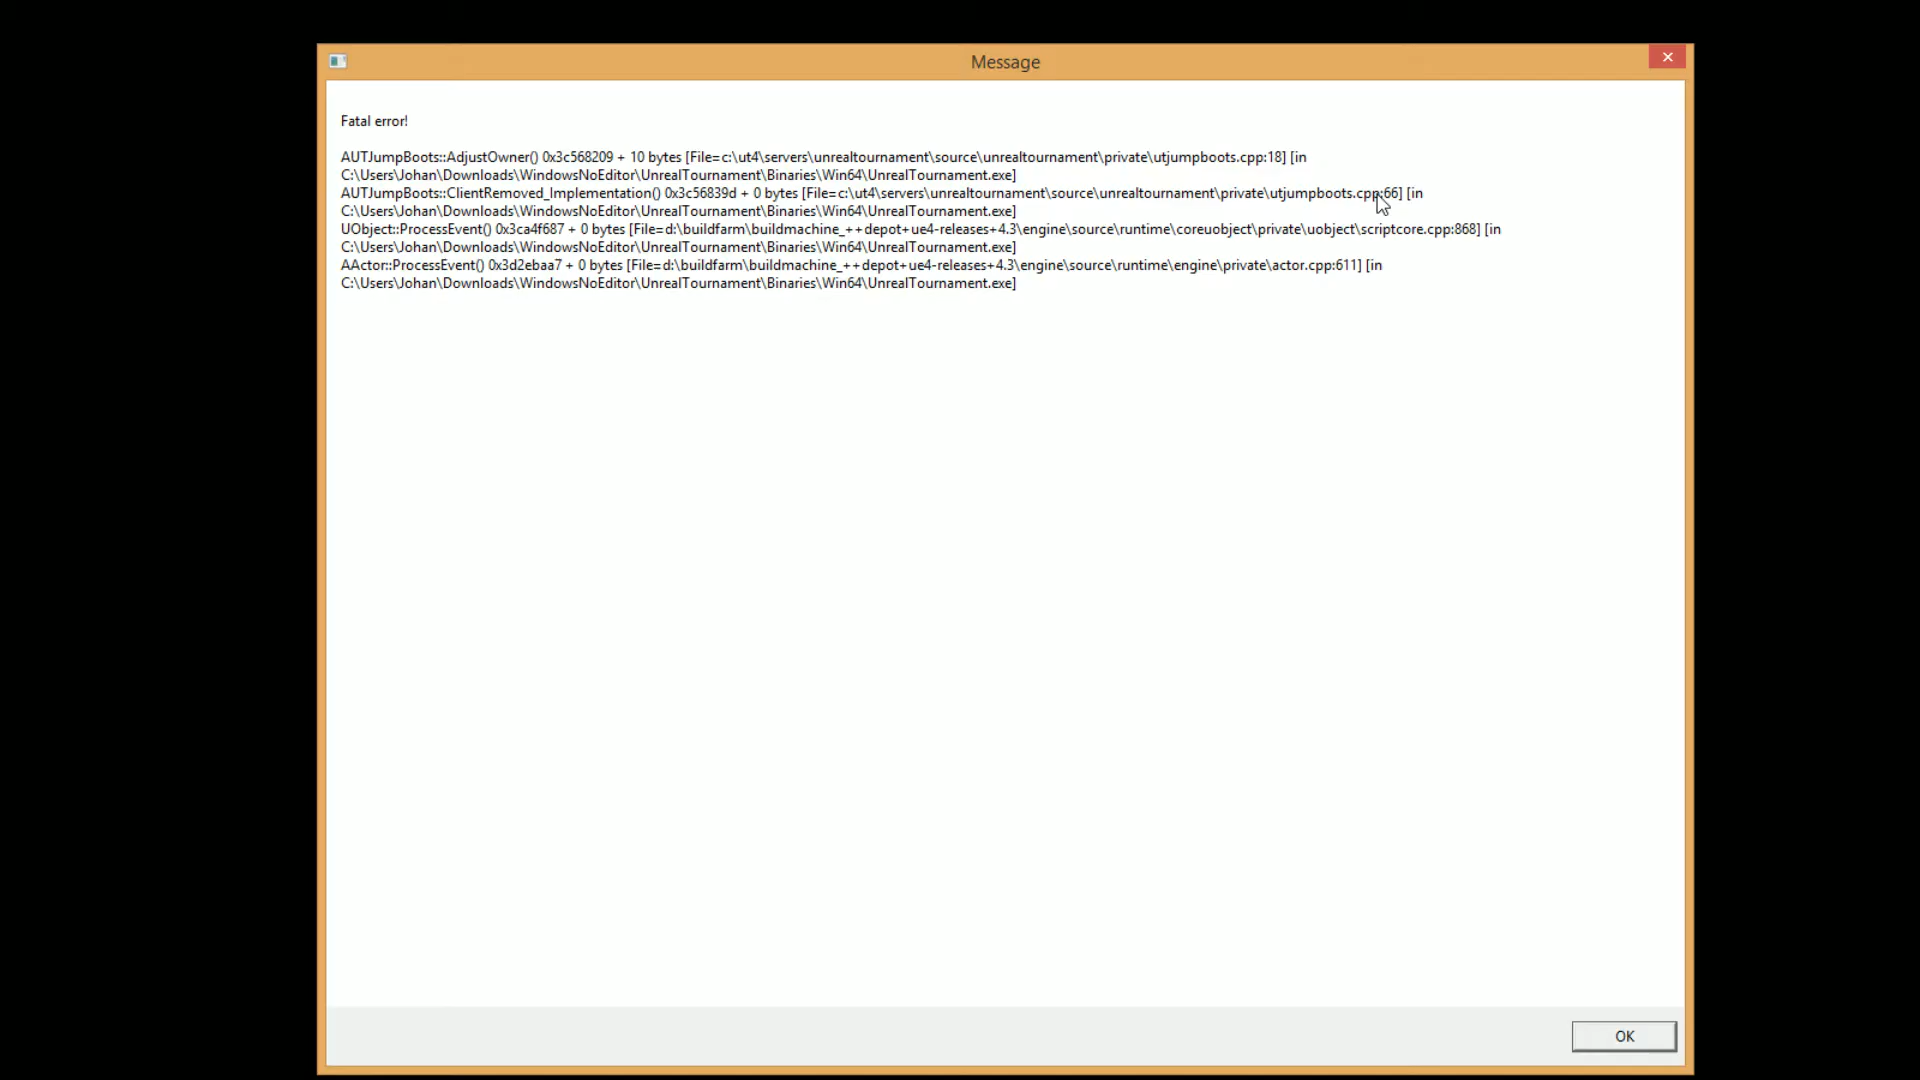 Message
Fatal error!
AUTJumpBoots::AdjustOwner() 0x3c568209 + 10 bytes [File=c:\ut4\servers\unrealtournament\source\unrealtournament\private\utjumpboots.cpp:18] [in
C:\Users\Johan\Downloads\WindowsNoEditor\UnrealTournament\Binaries\Win64\UnrealTournament.exe]
AUTJumpBoots::ClientRemoved_Implementation() 0x3c56839d + 0 bytes [File=c:\ut4\servers\unrealtournament\source\unrealtournament\private\utjumpboots.cpp:66] [in
C:\Users\Johan\Downloads\WindowsNoEditor\UnrealTournament\Binaries\Win64\UnrealTournament.exe]
UObject::ProcessEvent() 0x3ca4f687 + 0 bytes [File=d:\buildfarm\buildmachine_++depot+ue4-releases+4.3\engine\source\runtime\coreuobject\private\uobject\scriptcore.cpp:868] [in
C:\Users\Johan\Downloads\WindowsNoEditor\UnrealTournament\Binaries\Win64\UnrealTournament.exe]
AActor::ProcessEvent() 0x3d2ebaa7 + 0 bytes [File=d:\buildfarm\buildmachine_++depot+ue4-releases+4.3\engine\source\runtime\engine\private\actor.cpp:611] [in
C:\Users\Johan\Downloads\WindowsNoEditor\UnrealTournament\Binaries\Win64\UnrealTournament.exe]
OK